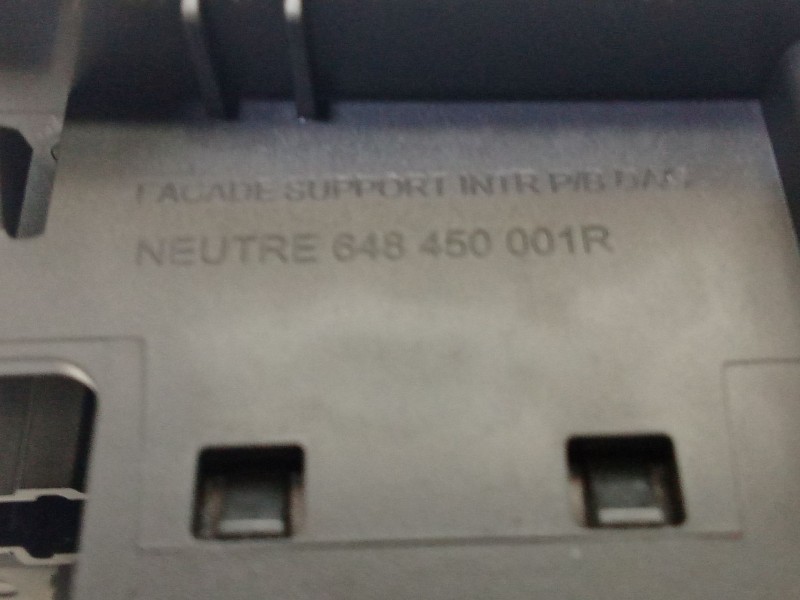 FACADE SUPPORT INTR P/B
NEUTRE 648 450 001R